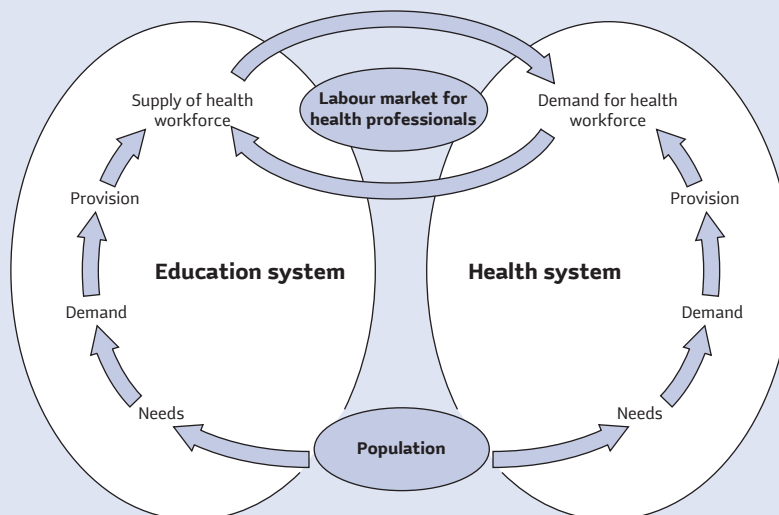 Supply of health
workforce
Labour market for
health professionals
Demand for health
workforce
Provision
Provision
Education system
Health system
Demand
Demand
Needs
Needs
Population